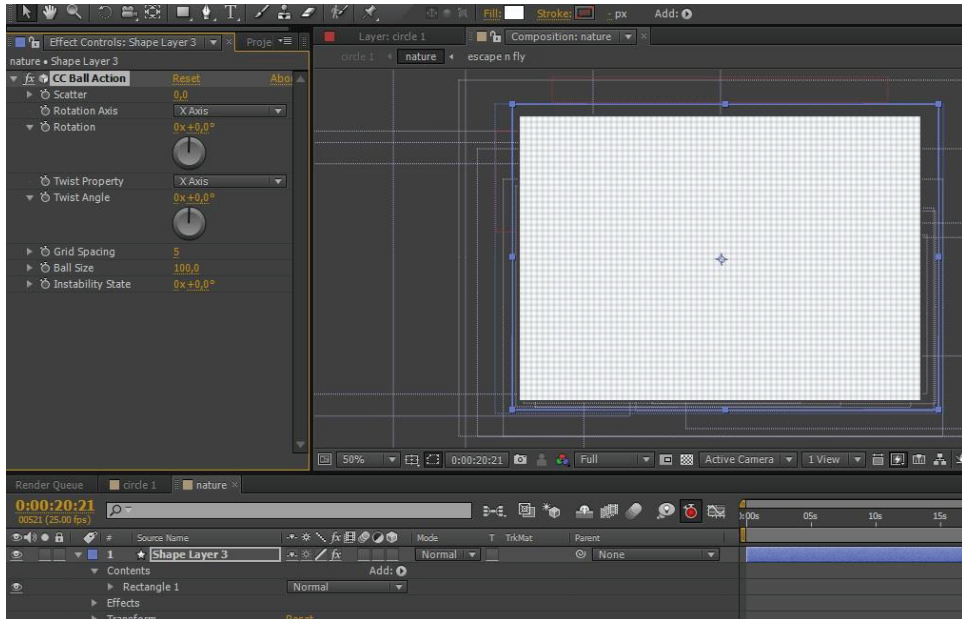 T Fill: Stroke: - px Add:
Effect Controls: Shape Layer 3 × Proje
nature • Shape Layer 3
fx CC Ball Action Reset Abou
Scatter 0,0
Rotation Axis X Axis
Rotation 0x+0,0°
Twist Property X Axis
Twist Angle 0x+0,0°
Grid Spacing 5
Ball Size 100,0
Instability State 0x+0,0°
Layer: circle 1 Composition: nature ×
circle 1 nature escape n fly
50% 0:00:20:21 Full Active Camera 1 View
Render Queue circle 1 nature ×
0:00:20:21
00521 (25.00 fps)
00s 05s 10s 15s
# Source Name fx Mode T TrkMat Parent
1 Shape Layer 3 fx Normal None
Contents Add:
Rectangle 1 Normal
Effects
Transform Reset